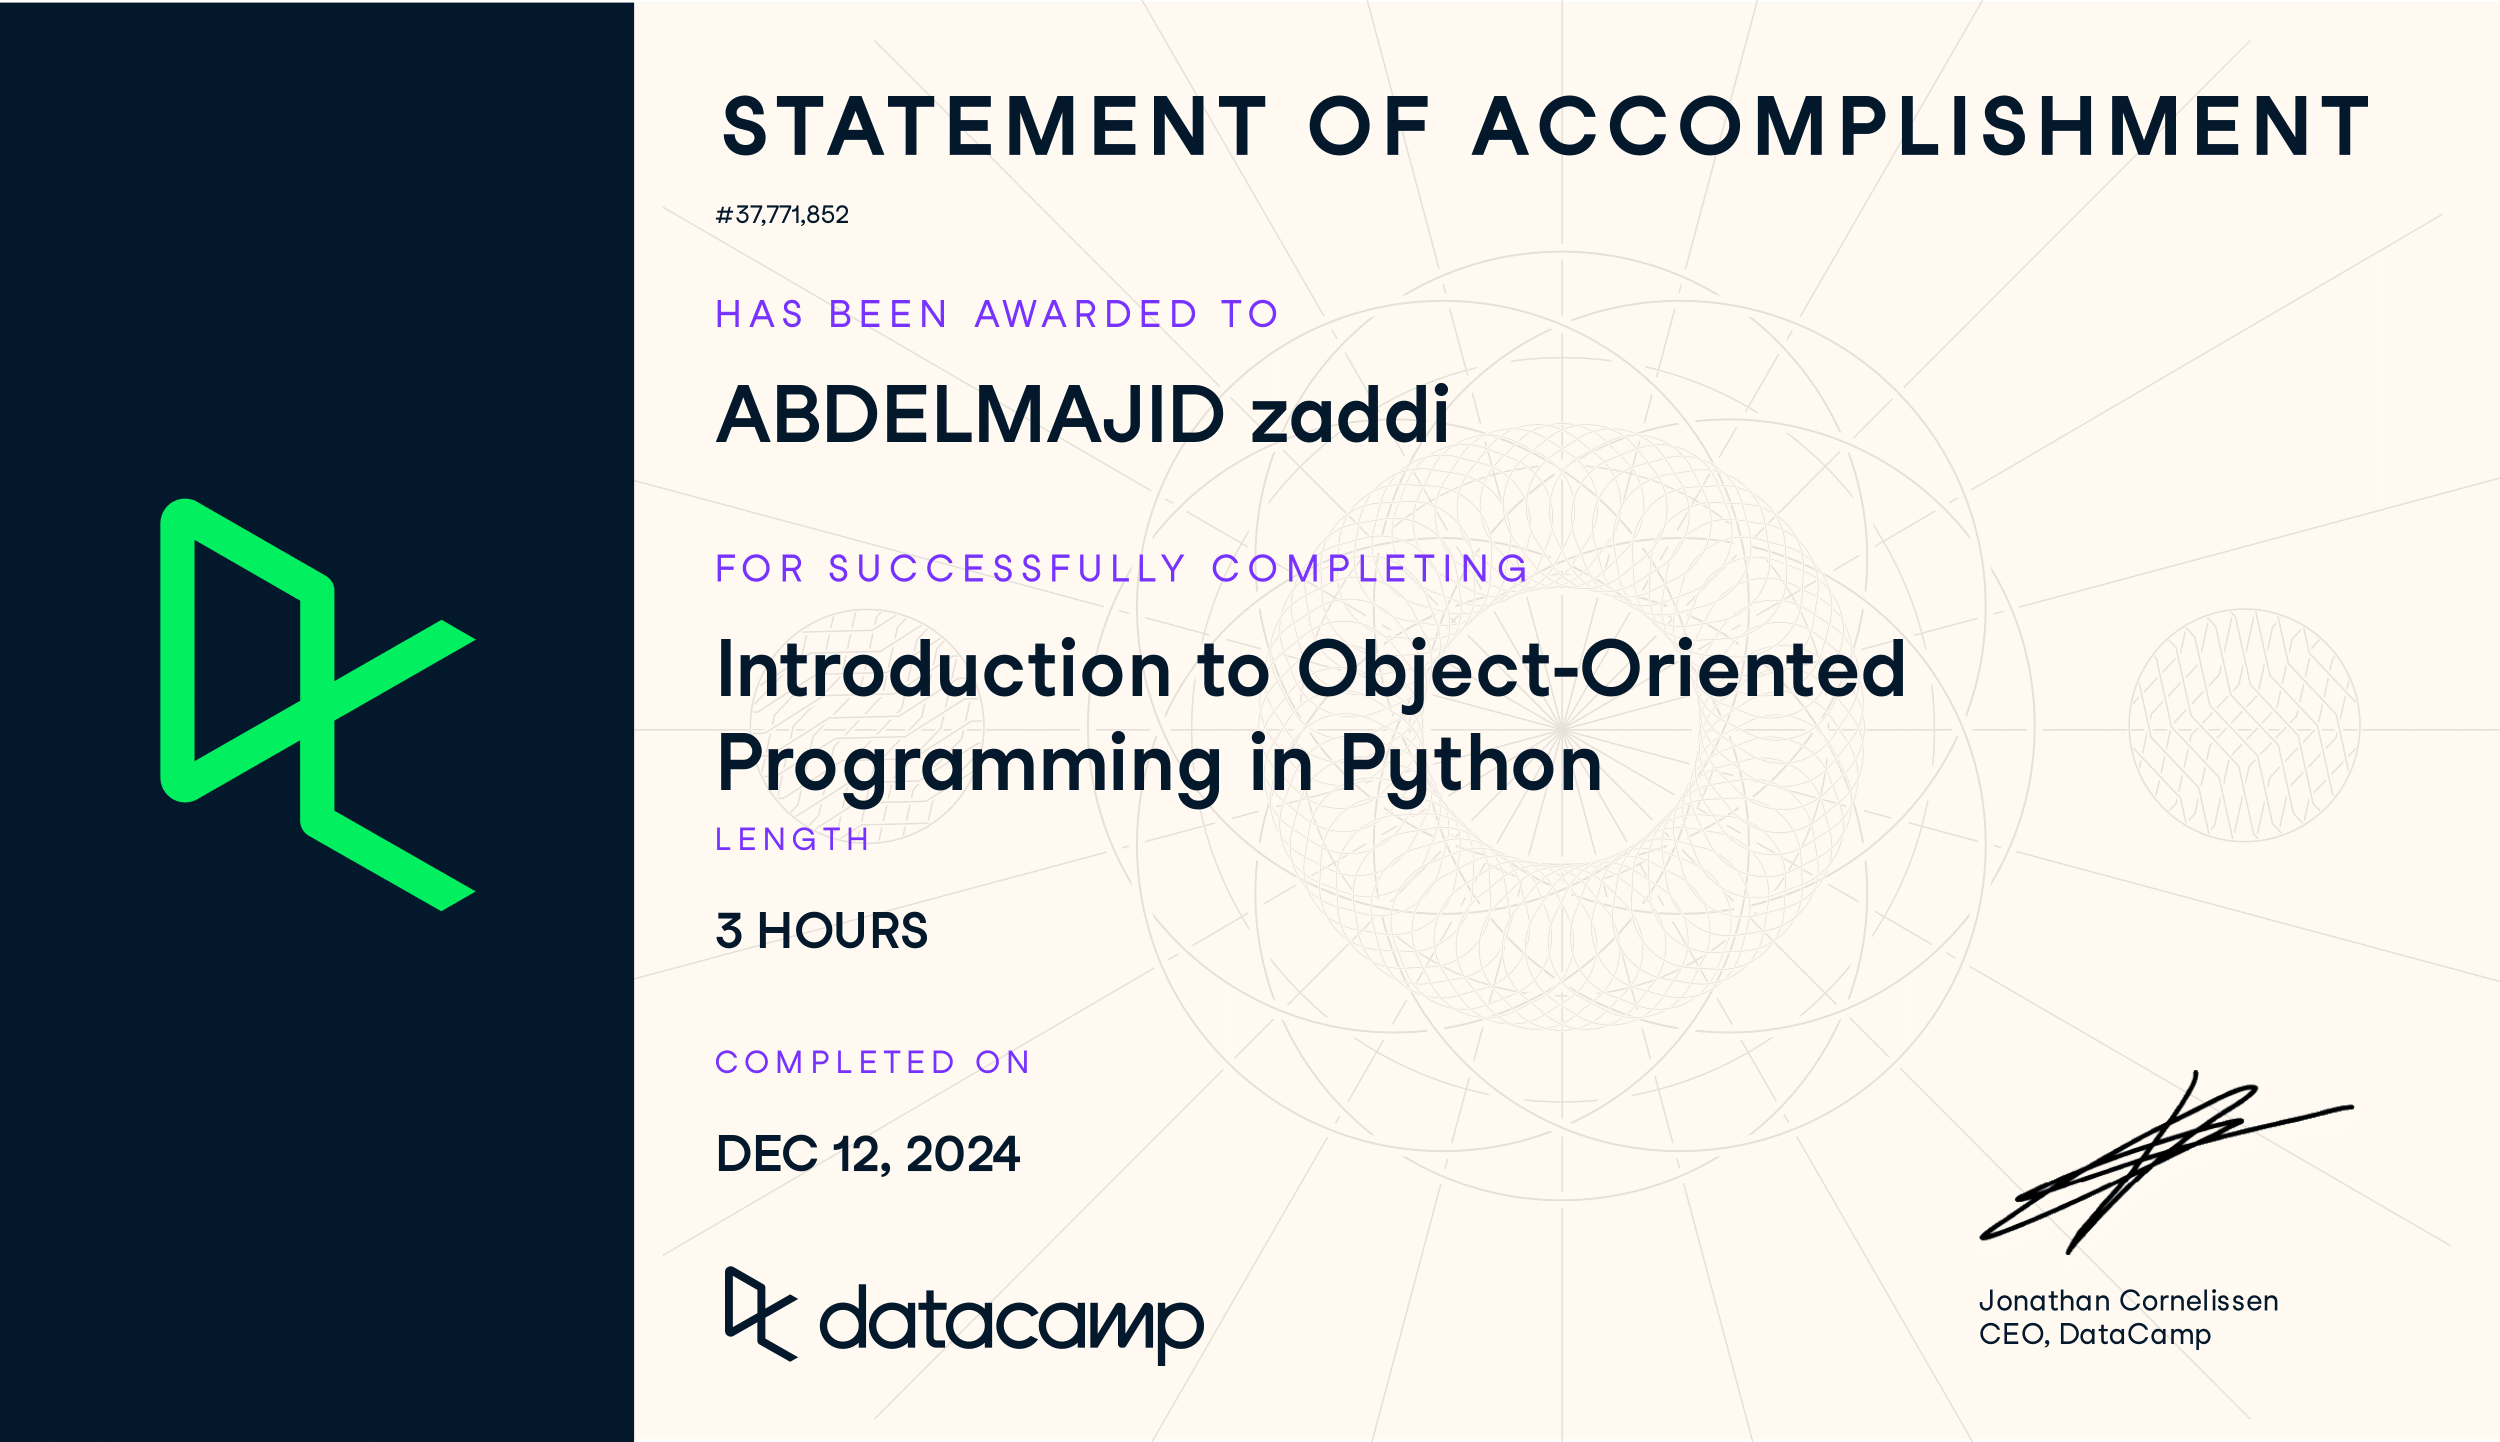 STATEMENT OF ACCOMPLISHMENT
#37,771,852
HAS BEEN AWARDED TO
ABDELMAJID zaddi
FOR SUCCESSFULLY COMPLETING
Introduction to Object-Oriented
Programming in Python
LENGTH
3 HOURS
COMPLETED ON
DEC 12, 2024
datacamp
Jonathan Cornelissen
CEO, DataCamp